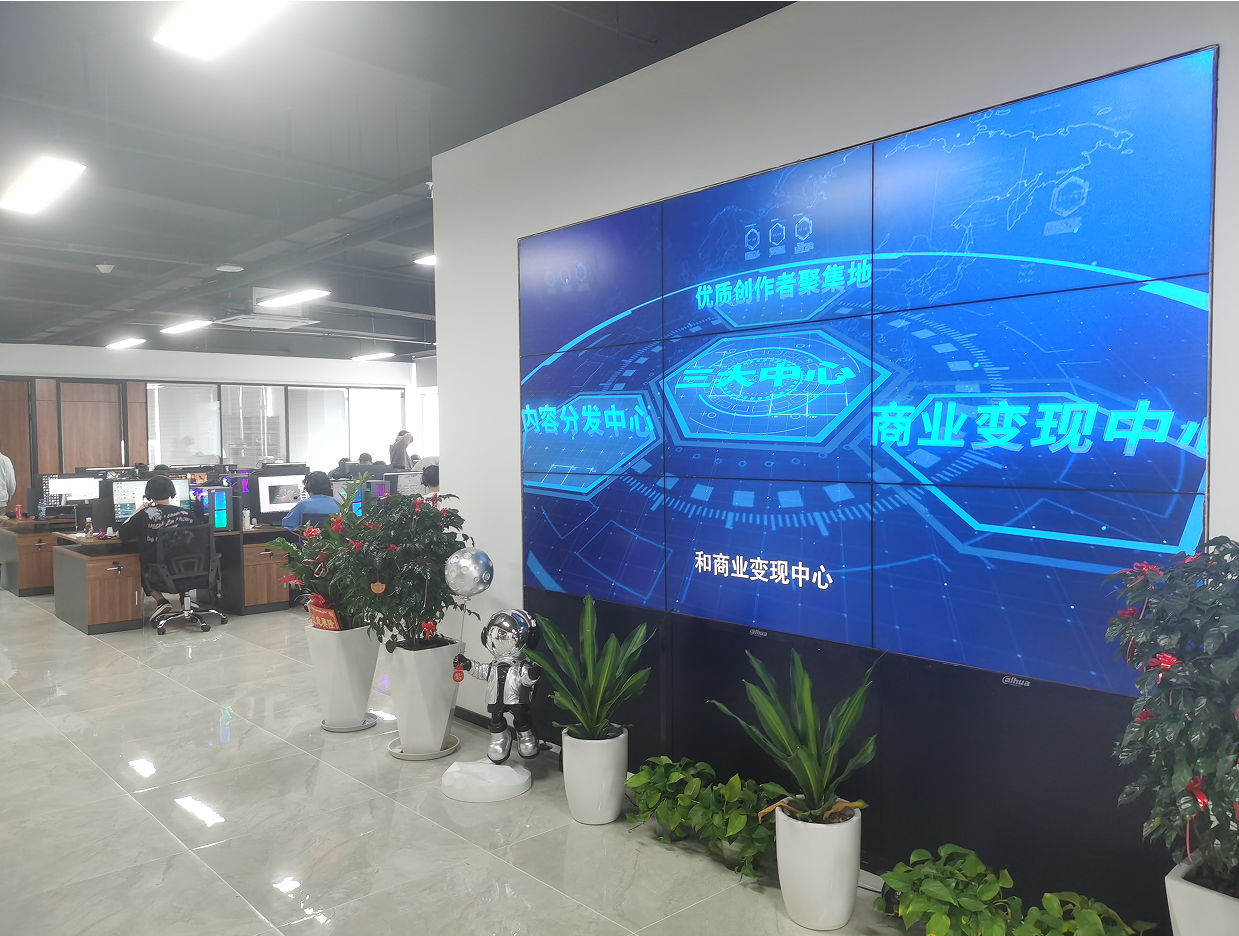 优质创作者聚集地
三大中心
内容分发中心
商业变现中心
和商业变现中心
alhua
alhua